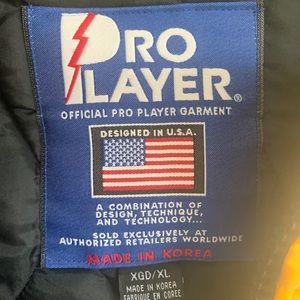 PRO
PLAYER®
OFFICIAL PRO PLAYER GARMENT
DESIGNED IN U.S.A.
A COMBINATION OF
DESIGN, TECHNIQUE,
AND TECHNOLOGY...
SOLD EXCLUSIVELY AT
AUTHORIZED RETAILERS WORLDWIDE
MADE IN KOREA
XGD/XL
MADE IN KOREA
FABRIQUE EN COREE